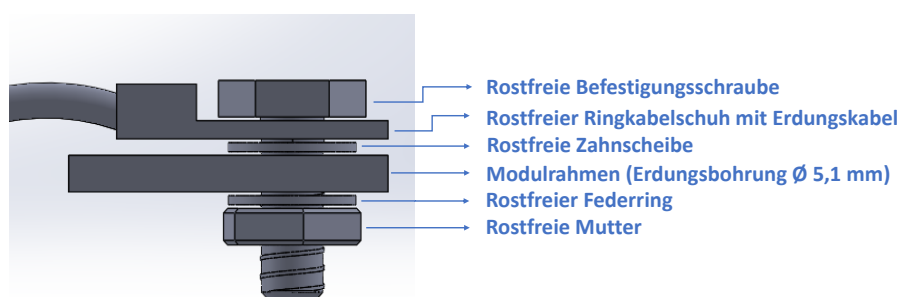 Rostfreie Befestigungsschraube
Rostfreier Ringkabelschuh mit Erdungskabel
Rostfreie Zahnscheibe
Modulrahmen (Erdungsbohrung Ø 5,1 mm)
Rostfreier Federring
Rostfreie Mutter